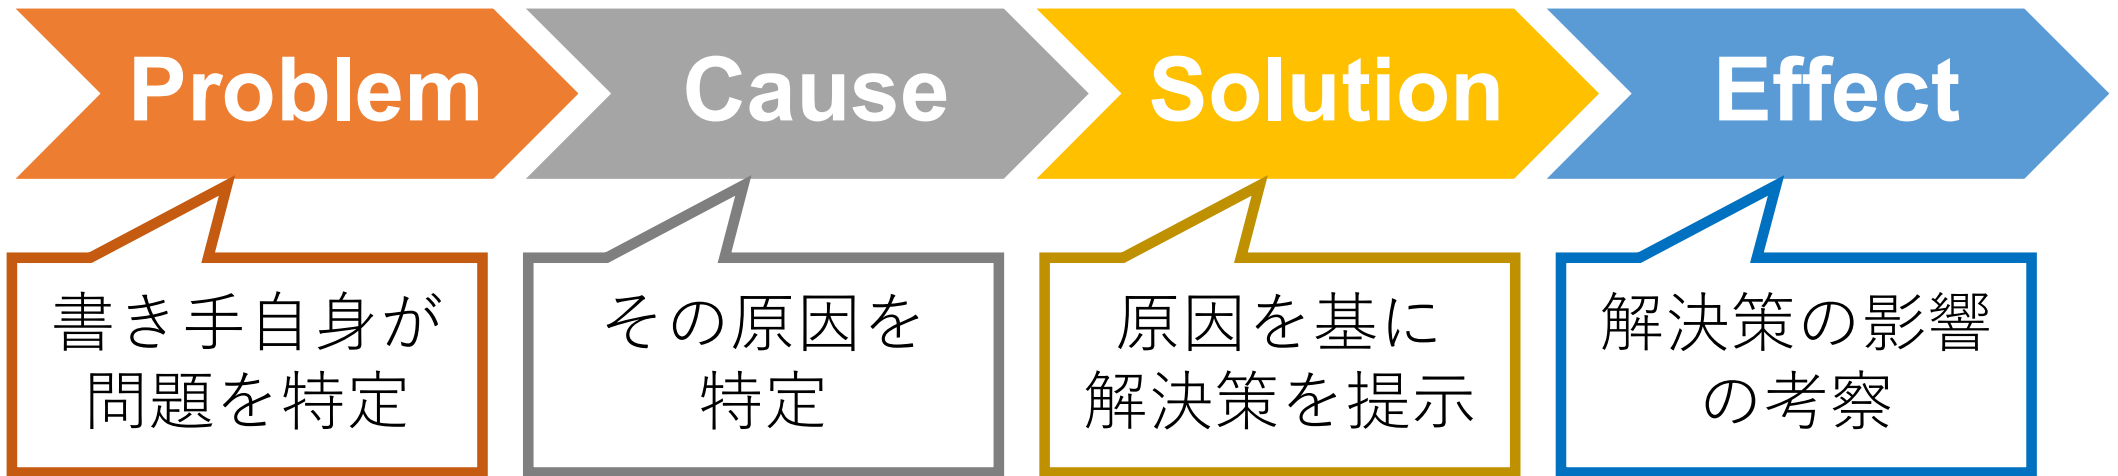 Problem
Cause
Solution
Effect
書き手自身が
問題を特定
その原因を
特定
原因を基に
解決策を提示
解決策の影響
の考察